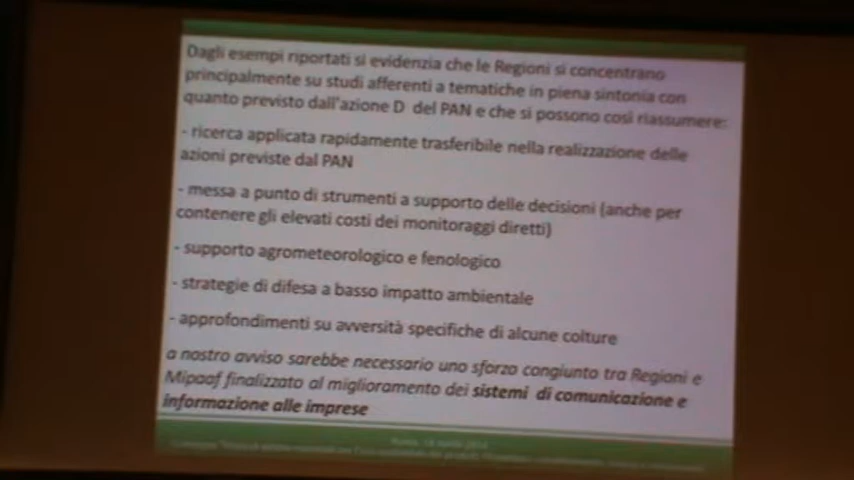 Dagli esempi riportati si evidenzia che le Regioni si concentrano
principalmente su studi afferenti a tematiche in piena sintonia con
quanto previsto dall'azione D del PAN e che si possono così riassumere:
- ricerca applicata rapidamente trasferibile nella realizzazione delle
azioni previste dal PAN
- messa a punto di strumenti a supporto delle decisioni (anche per
contenere gli elevati costi dei monitoraggi diretti)
- supporto agrometeorologico e fenologico
- strategie di difesa a basso impatto ambientale
- approfondimenti su avversità specifiche di alcune colture
a nostro avviso sarebbe necessario uno sforzo congiunto tra Regioni e
Mipaaf finalizzato al miglioramento dei sistemi di comunicazione e
informazione alle imprese